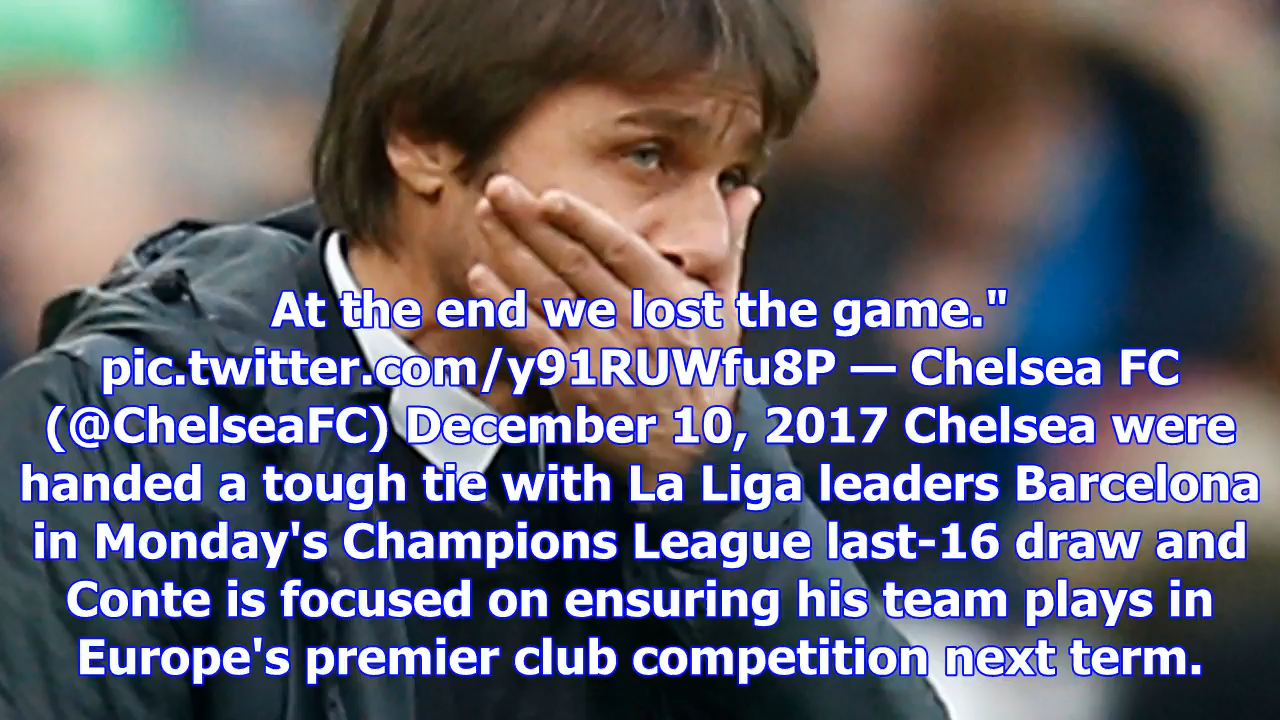 At the end we lost the game."
pic.twitter.com/y91RUWfu8P — Chelsea FC
(@ChelseaFC) December 10, 2017 Chelsea were
handed a tough tie with La Liga leaders Barcelona
in Monday's Champions League last-16 draw and
Conte is focused on ensuring his team plays in
Europe's premier club competition next term.